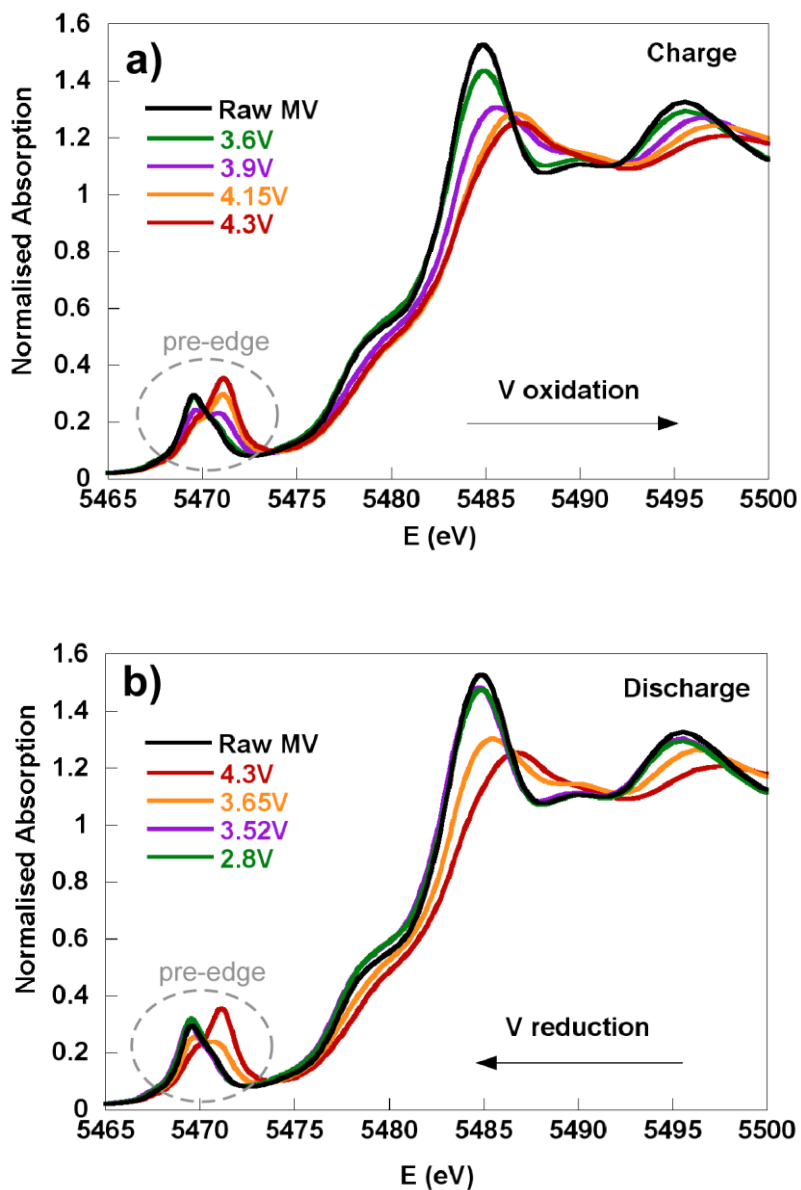 a)
Charge
Raw MV
3.6V
3.9V
4.15V
4.3V
pre-edge
V oxidation
Normalised Absorption
1.6
1.4
1.2
1
0.8
0.6
0.4
0.2
0
5465 5470 5475 5480 5485 5490 5495 5500
E (eV)
b)
Discharge
Raw MV
4.3V
3.65V
3.52V
2.8V
pre-edge
V reduction
Normalised Absorption
1.6
1.4
1.2
1
0.8
0.6
0.4
0.2
0
5465 5470 5475 5480 5485 5490 5495 5500
E (eV)